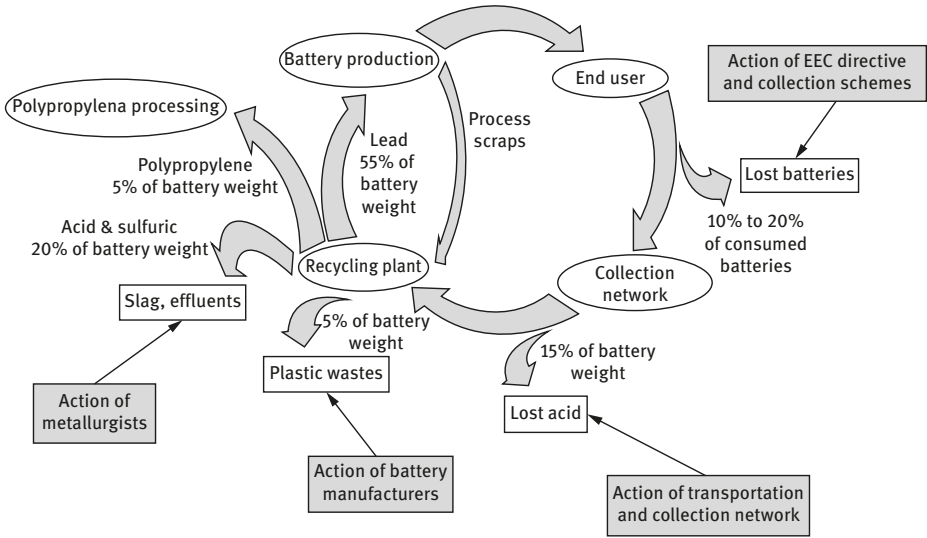 Battery production
End user
Action of EEC directive
and collection schemes
Polypropylena processing
Process
scraps
Lead
55% of
battery
weight
Polypropylene
5% of battery weight
Lost batteries
10% to 20%
of consumed
batteries
Acid & sulfuric
20% of battery weight
Recycling plant
Collection
network
Slag, effluents
5% of battery
weight
15% of battery
weight
Plastic wastes
Lost acid
Action of
metallurgists
Action of battery
manufacturers
Action of transportation
and collection network